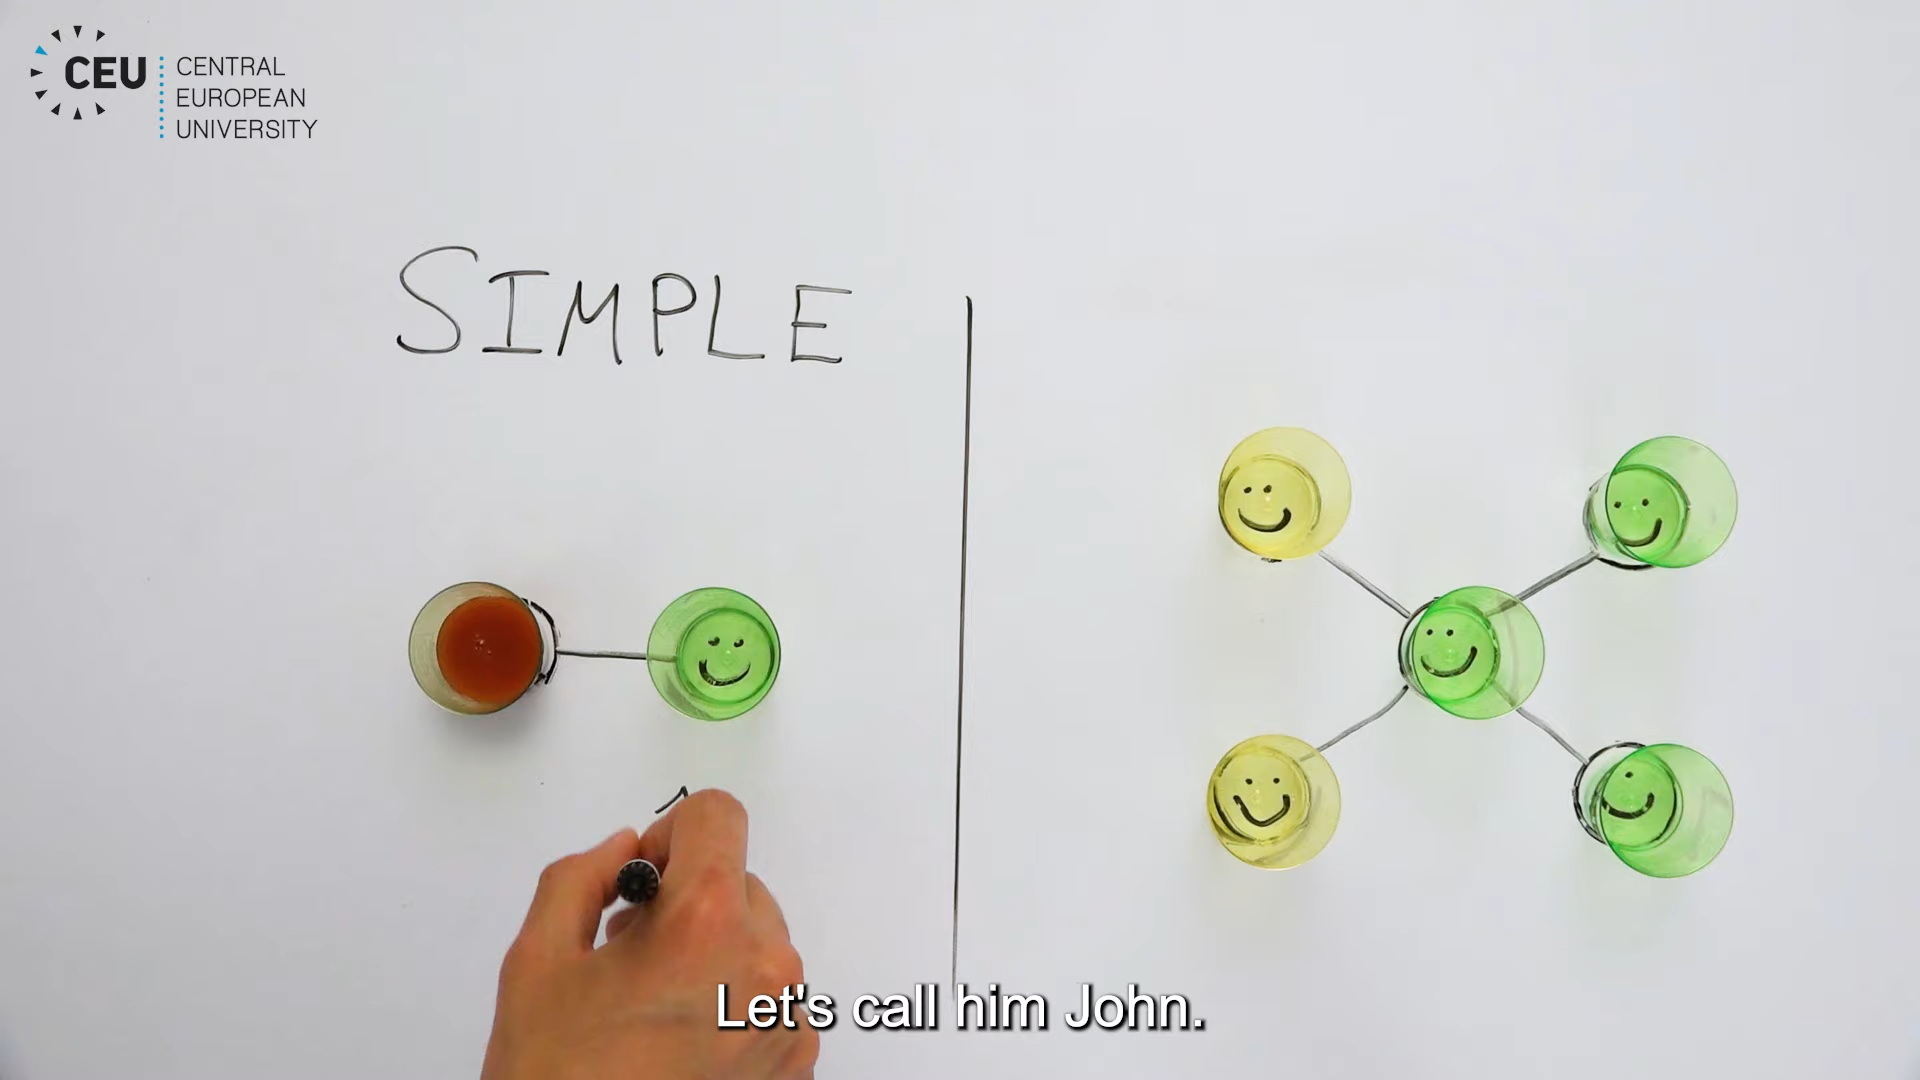 CEU
CENTRAL
EUROPEAN
UNIVERSITY
SIMPLE
Let's call him John.